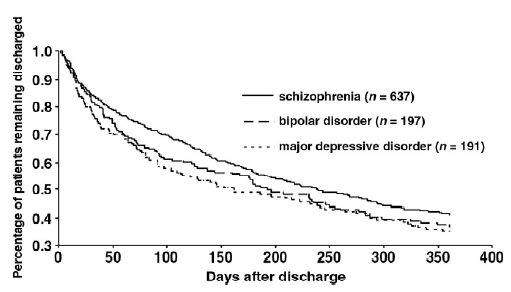 Percentage of patients remaining discharged
1.0
0.9
0.8
0.7
0.6
0.5
0.4
0.3
schizophrenia (n = 637)
bipolar disorder (n = 197)
major depressive disorder (n = 191)
0 50 100 150 200 250 300 350 400
Days after discharge